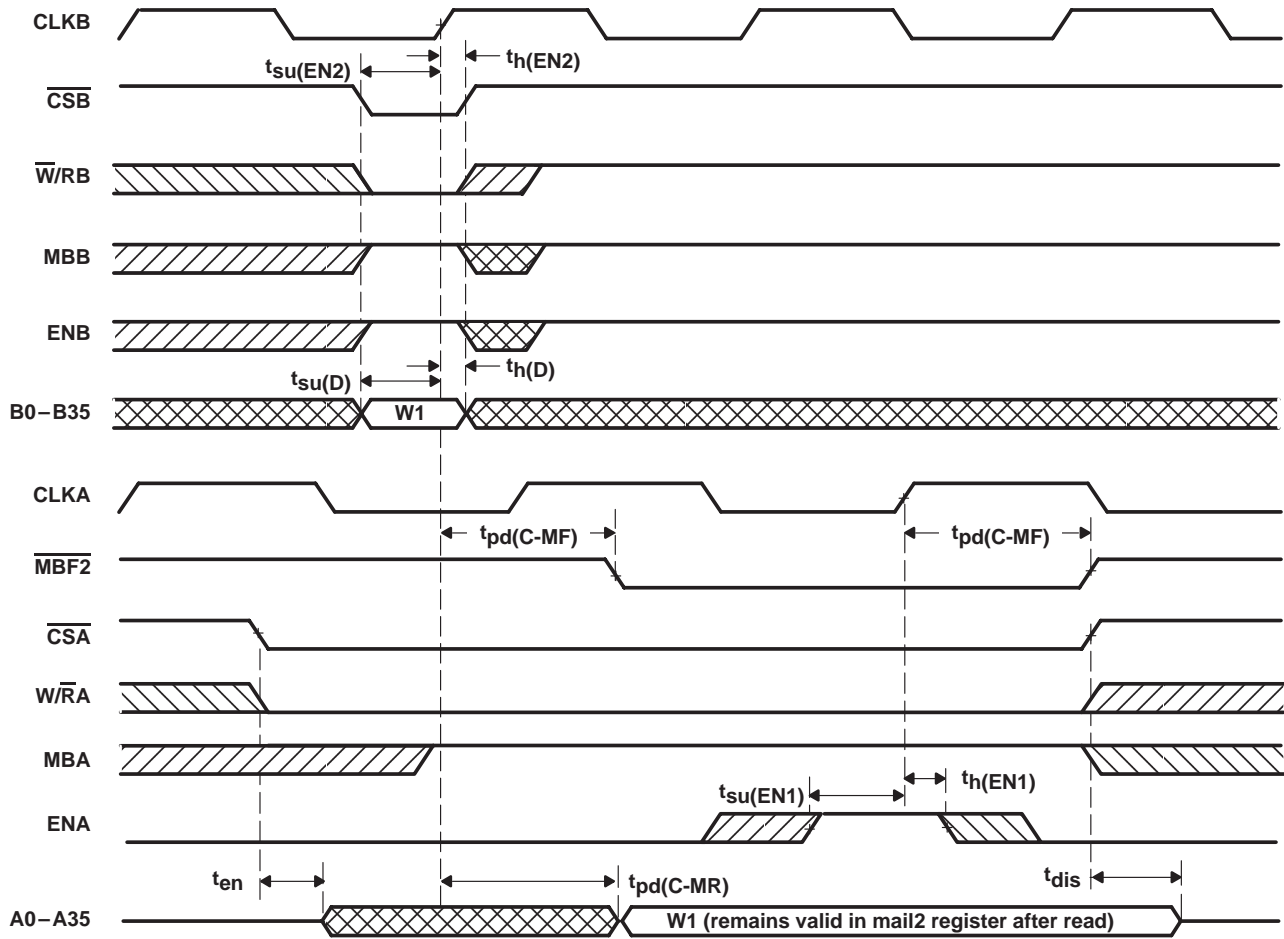 CLKB
tsu(EN2)
th(EN2)
CSB
W/RB
MBB
ENB
tsu(D)
th(D)
B0–B35
W1
CLKA
tpd(C-MF)
tpd(C-MF)
MBF2
CSA
W/RA
MBA
tsu(EN1)
th(EN1)
ENA
ten
tpd(C-MR)
tdis
A0–A35
W1 (remains valid in mail2 register after read)